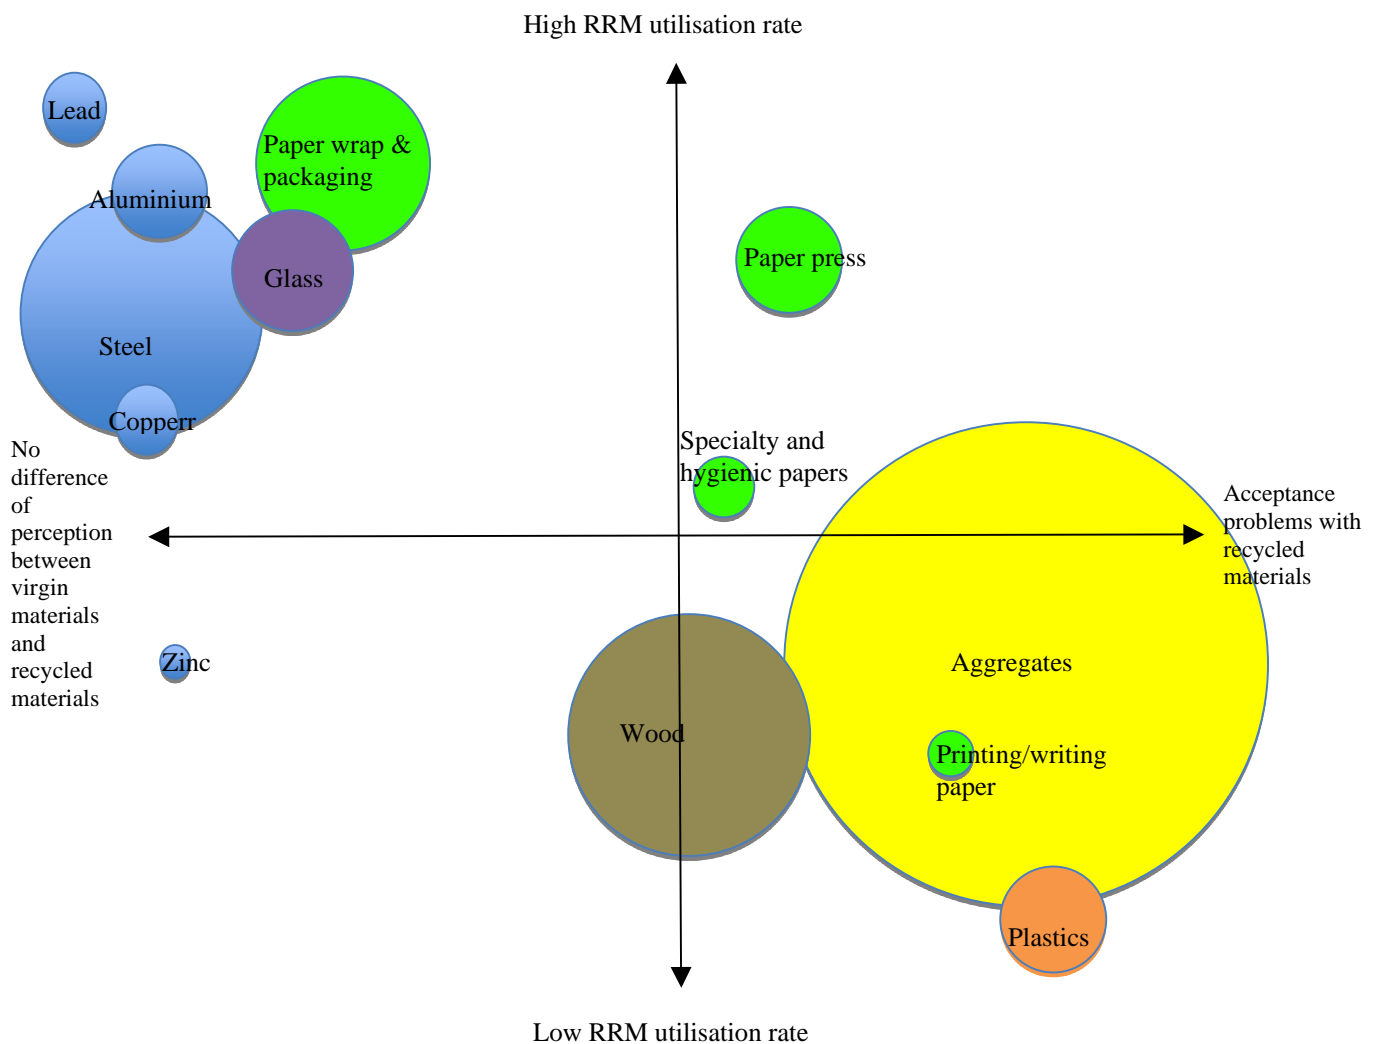 High RRM utilisation rate
Lead
Paper wrap &
packaging
Aluminium
Paper press
Glass
Steel
Copperr
Specialty and
hygienic papers
No
difference
of
perception
between
virgin
materials
and
recycled
materials
Acceptance
problems with
recycled
materials
Zinc
Aggregates
Wood
Printing/writing
paper
Plastics
Low RRM utilisation rate